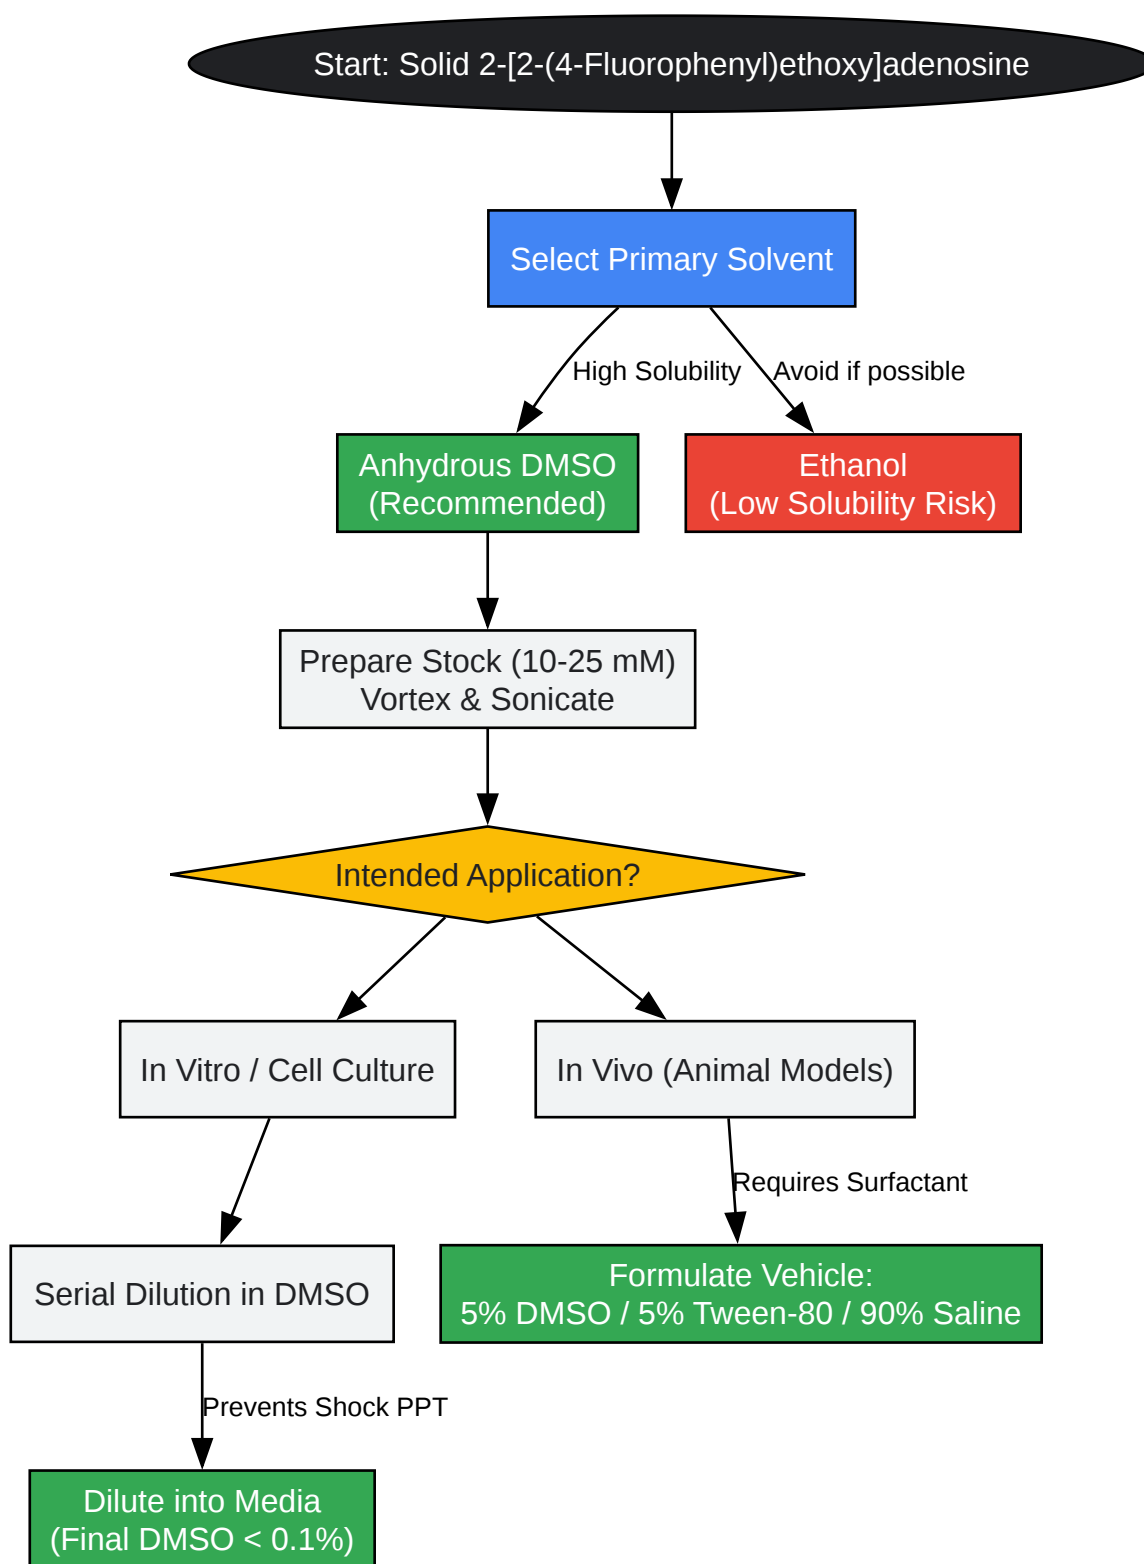 Start: Solid 2-[2-(4-Fluorophenyl)ethoxy]adenosine
Select Primary Solvent
High Solubility
Avoid if possible
Anhydrous DMSO
(Recommended)
Ethanol
(Low Solubility Risk)
Prepare Stock (10-25 mM)
Vortex & Sonicate
Intended Application?
In Vitro / Cell Culture
In Vivo (Animal Models)
Requires Surfactant
Serial Dilution in DMSO
Formulate Vehicle:
5% DMSO / 5% Tween-80 / 90% Saline
Prevents Shock PPT
Dilute into Media
(Final DMSO < 0.1%)